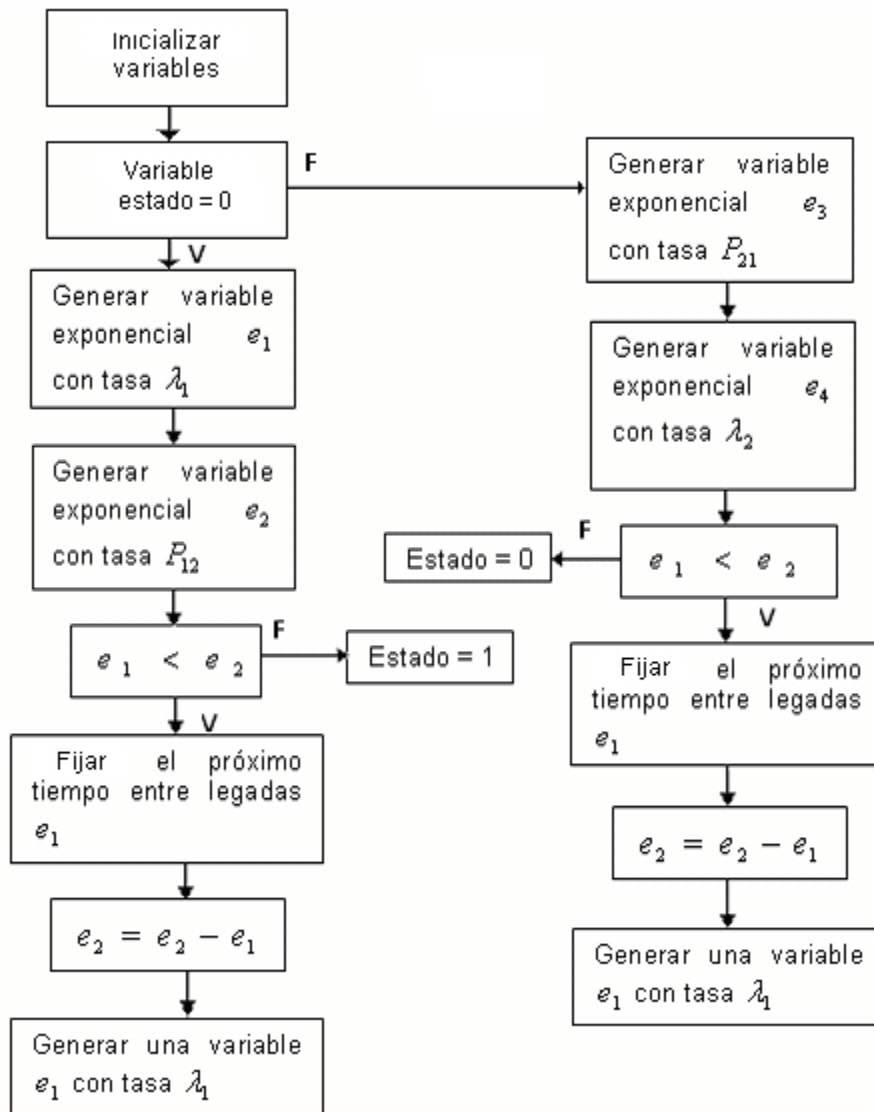 Inicializar
variables
Variable
estado = 0
F
V
Generar variable
exponencial e₁
con tasa λ₁
Generar variable
exponencial e₂
con tasa P₁₂
e₁ < e₂
F
Estado = 1
V
Fijar el próximo
tiempo entre legadas
e₁
e₂ = e₂ − e₁
Generar una variable
e₁ con tasa λ₁
Generar variable
exponencial e₃
con tasa P₂₁
Generar variable
exponencial e₄
con tasa λ₂
e₁ < e₂
F
Estado = 0
V
Fijar el próximo
tiempo entre legadas
e₁
e₂ = e₂ − e₁
Generar una variable
e₁ con tasa λ₁